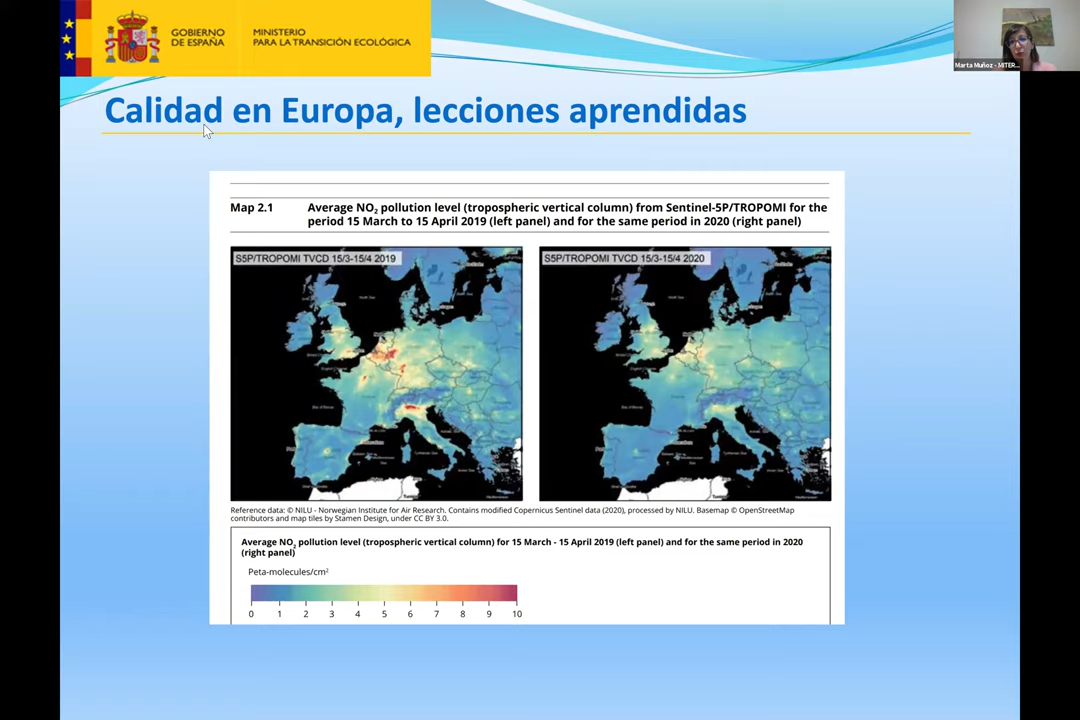 GOBIERNO
DE ESPAÑA
MINISTERIO
PARA LA TRANSICIÓN ECOLÓGICA
Marta Muñoz - MITER...
Calidad en Europa, lecciones aprendidas
Map 2.1
Average NO2 pollution level (tropospheric vertical column) from Sentinel-5P/TROPOMI for the
period 15 March to 15 April 2019 (left panel) and for the same period in 2020 (right panel)
S5P/TROPOMI TVCD 15/3-15/4 2019
S5P/TROPOMI TVCD 15/3-15/4 2020
Reference data: © NILU - Norwegian Institute for Air Research. Contains modified Copernicus Sentinel data (2020), processed by NILU. Basemap © OpenStreetMap
contributors and map tiles by Stamen Design, under CC BY 3.0.
Average NO2 pollution level (tropospheric vertical column) for 15 March - 15 April 2019 (left panel) and for the same period in 2020
(right panel)
Peta-molecules/cm2
0 1 2 3 4 5 6 7 8 9 10